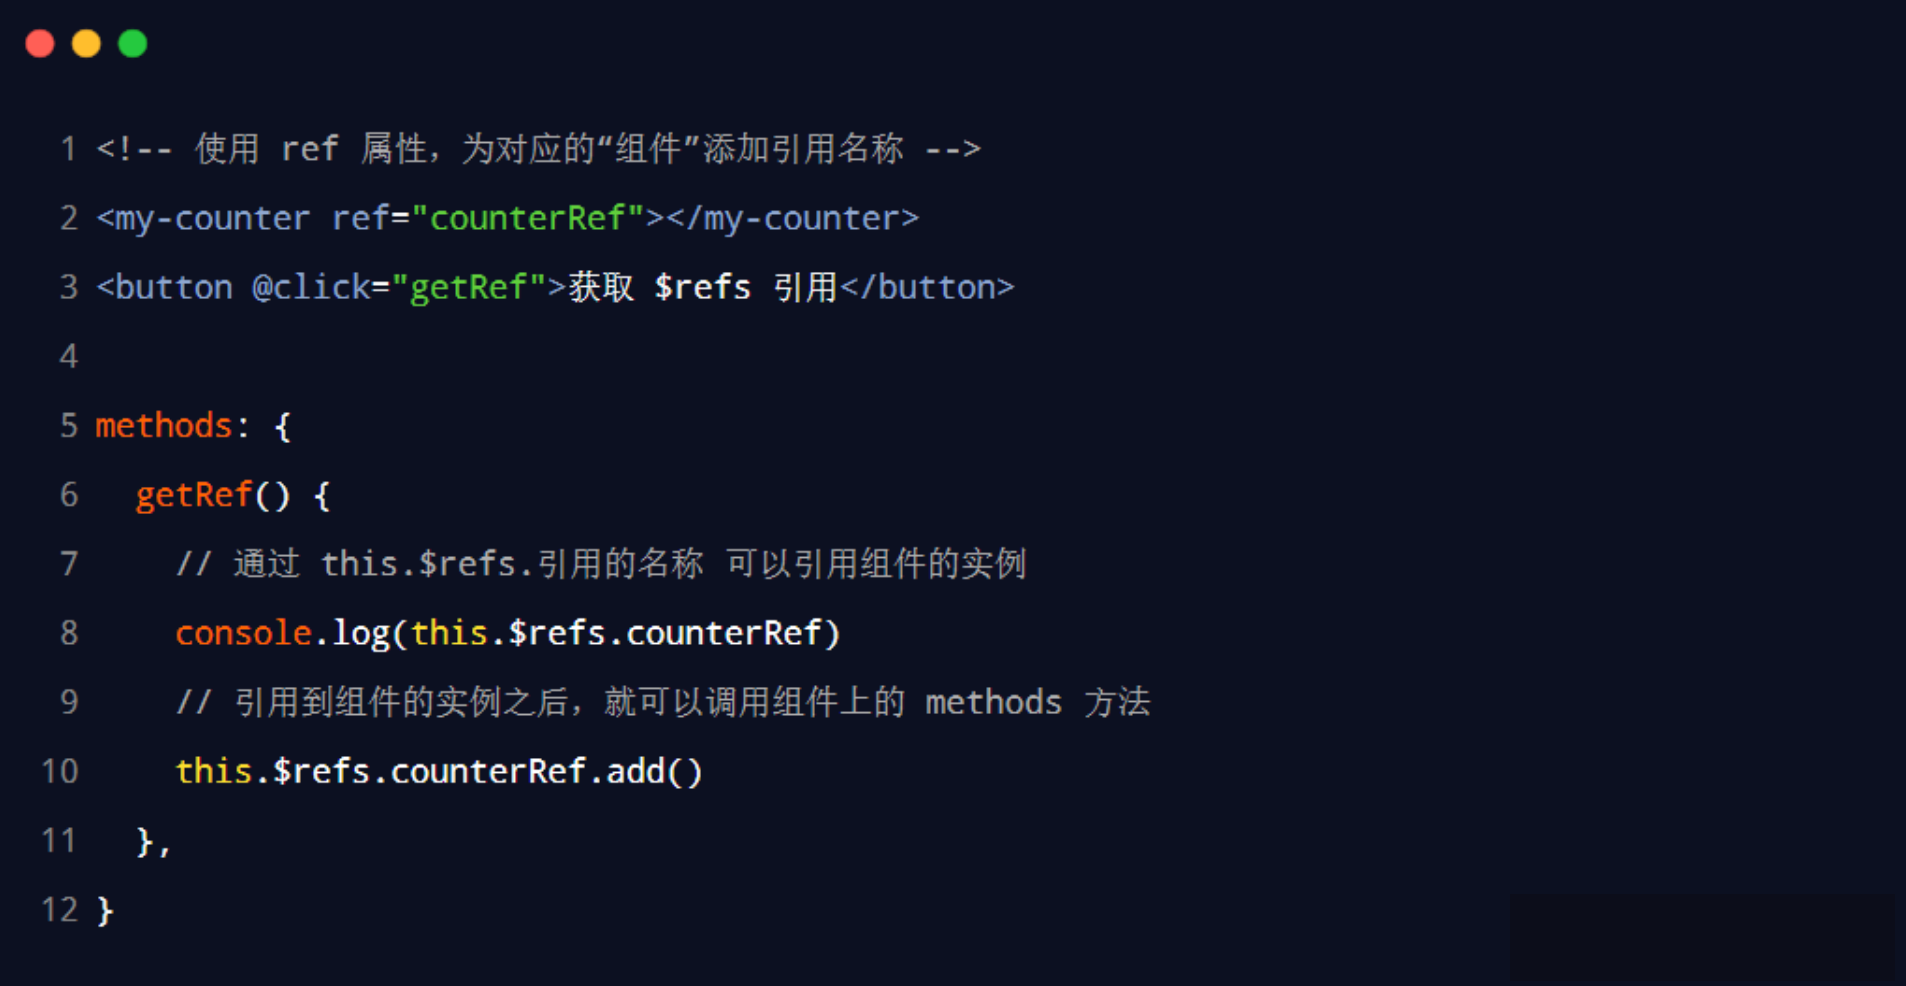 1 <!-- 使用 ref 属性，为对应的“组件”添加引用名称 -->
2 <my-counter ref="counterRef"></my-counter>
3 <button @click="getRef">获取 $refs 引用</button>
4
5 methods: {
6   getRef() {
7     // 通过 this.$refs.引用的名称 可以引用组件的实例
8     console.log(this.$refs.counterRef)
9     // 引用到组件的实例之后，就可以调用组件上的 methods 方法
10     this.$refs.counterRef.add()
11   },
12 }